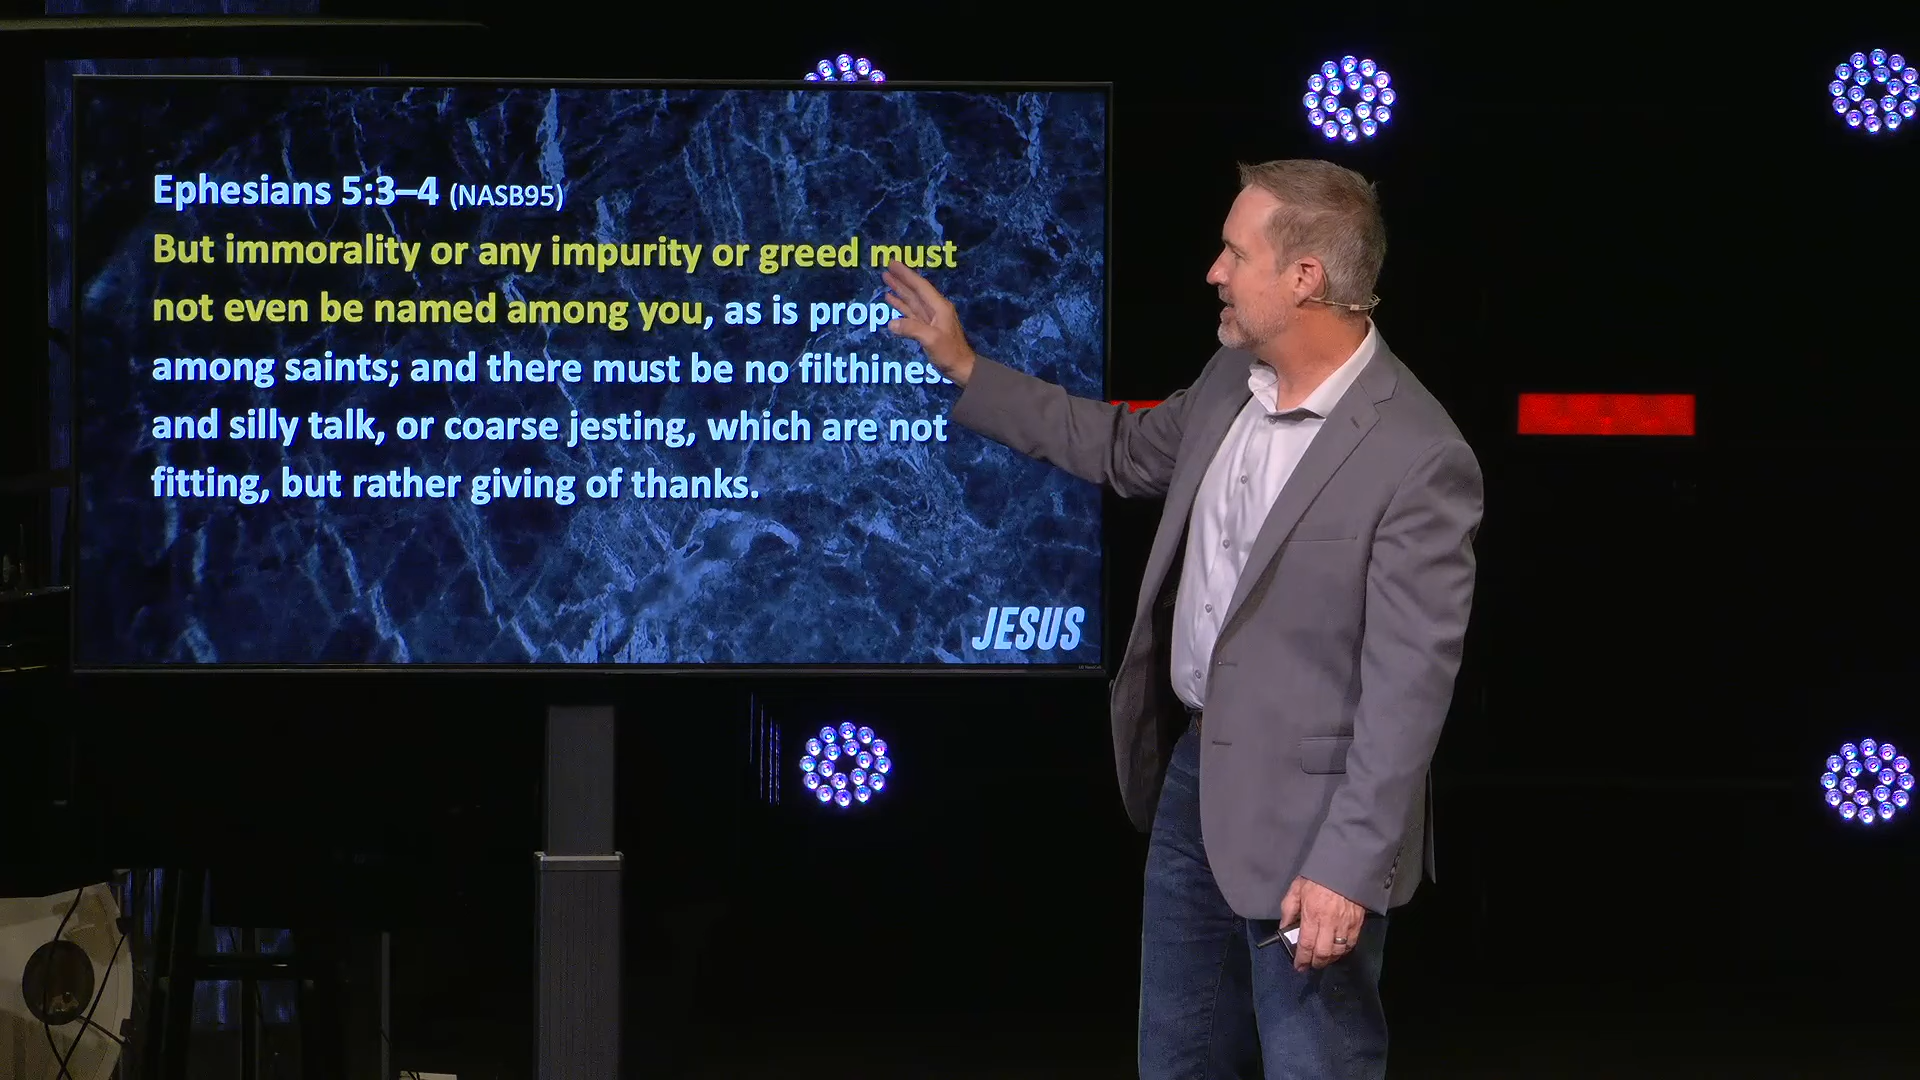 Ephesians 5:3–4 (NASB95)
But immorality or any impurity or greed must
not even be named among you, as is prop
among saints; and there must be no filthiness
and silly talk, or coarse jesting, which are not
fitting, but rather giving of thanks.
JESUS